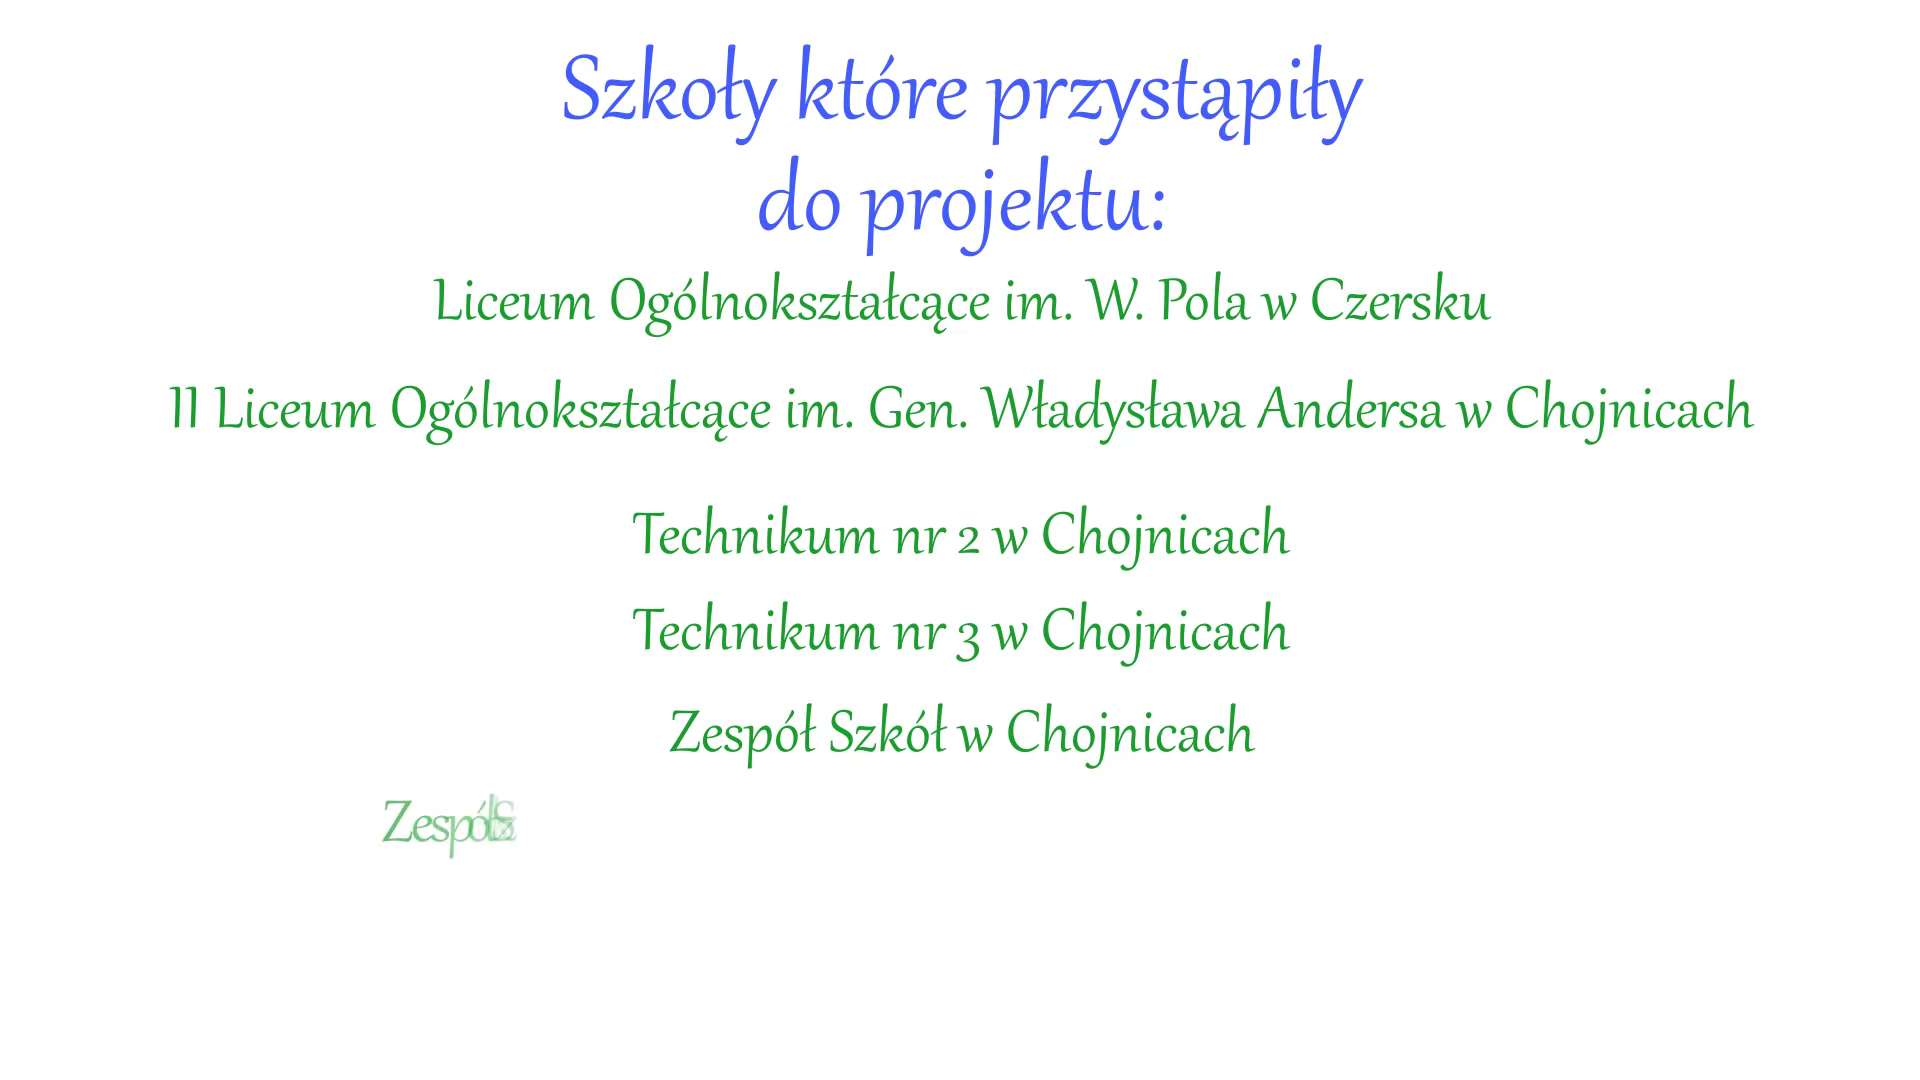 Szkoły które przystąpiły
do projektu:
Liceum Ogólnokształcące im. W. Pola w Czersku
II Liceum Ogólnokształcące im. Gen. Władysława Andersa w Chojnicach
Technikum nr 2 w Chojnicach
Technikum nr 3 w Chojnicach
Zespół Szkół w Chojnicach
Zespół